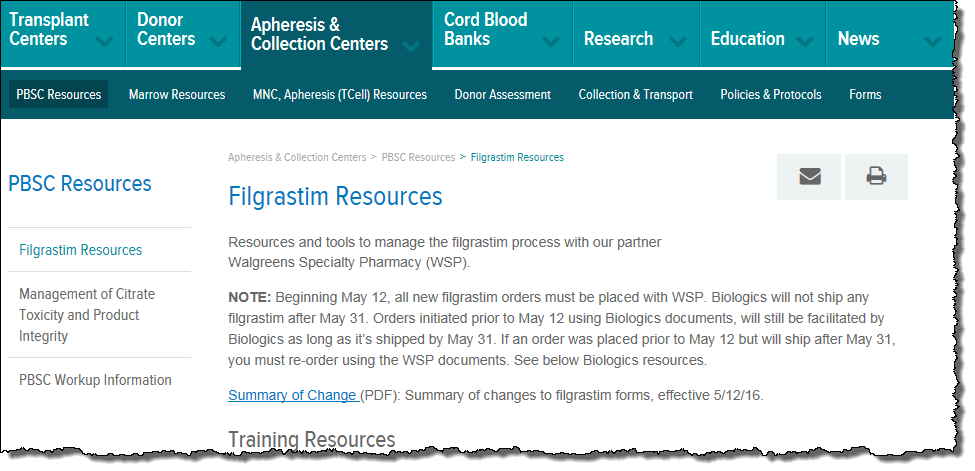 Transplant
Centers
Donor
Centers
Apheresis &
Collection Centers
Cord Blood
Banks
Research
Education
News
PBSC Resources
Marrow Resources
MNC, Apheresis (TCell) Resources
Donor Assessment
Collection & Transport
Policies & Protocols
Forms
Apheresis & Collection Centers > PBSC Resources > Filgrastim Resources
PBSC Resources
Filgrastim Resources
Management of Citrate
Toxicity and Product
Integrity
PBSC Workup Information
Filgrastim Resources
Resources and tools to manage the filgrastim process with our partner
Walgreens Specialty Pharmacy (WSP).
NOTE: Beginning May 12, all new filgrastim orders must be placed with WSP. Biologics will not ship any
filgrastim after May 31. Orders initiated prior to May 12 using Biologics documents, will still be facilitated by
Biologics as long as it's shipped by May 31. If an order was placed prior to May 12 but will ship after May 31,
you must re-order using the WSP documents. See below Biologics resources.
Summary of Change (PDF): Summary of changes to filgrastim forms, effective 5/12/16.
Training Resources